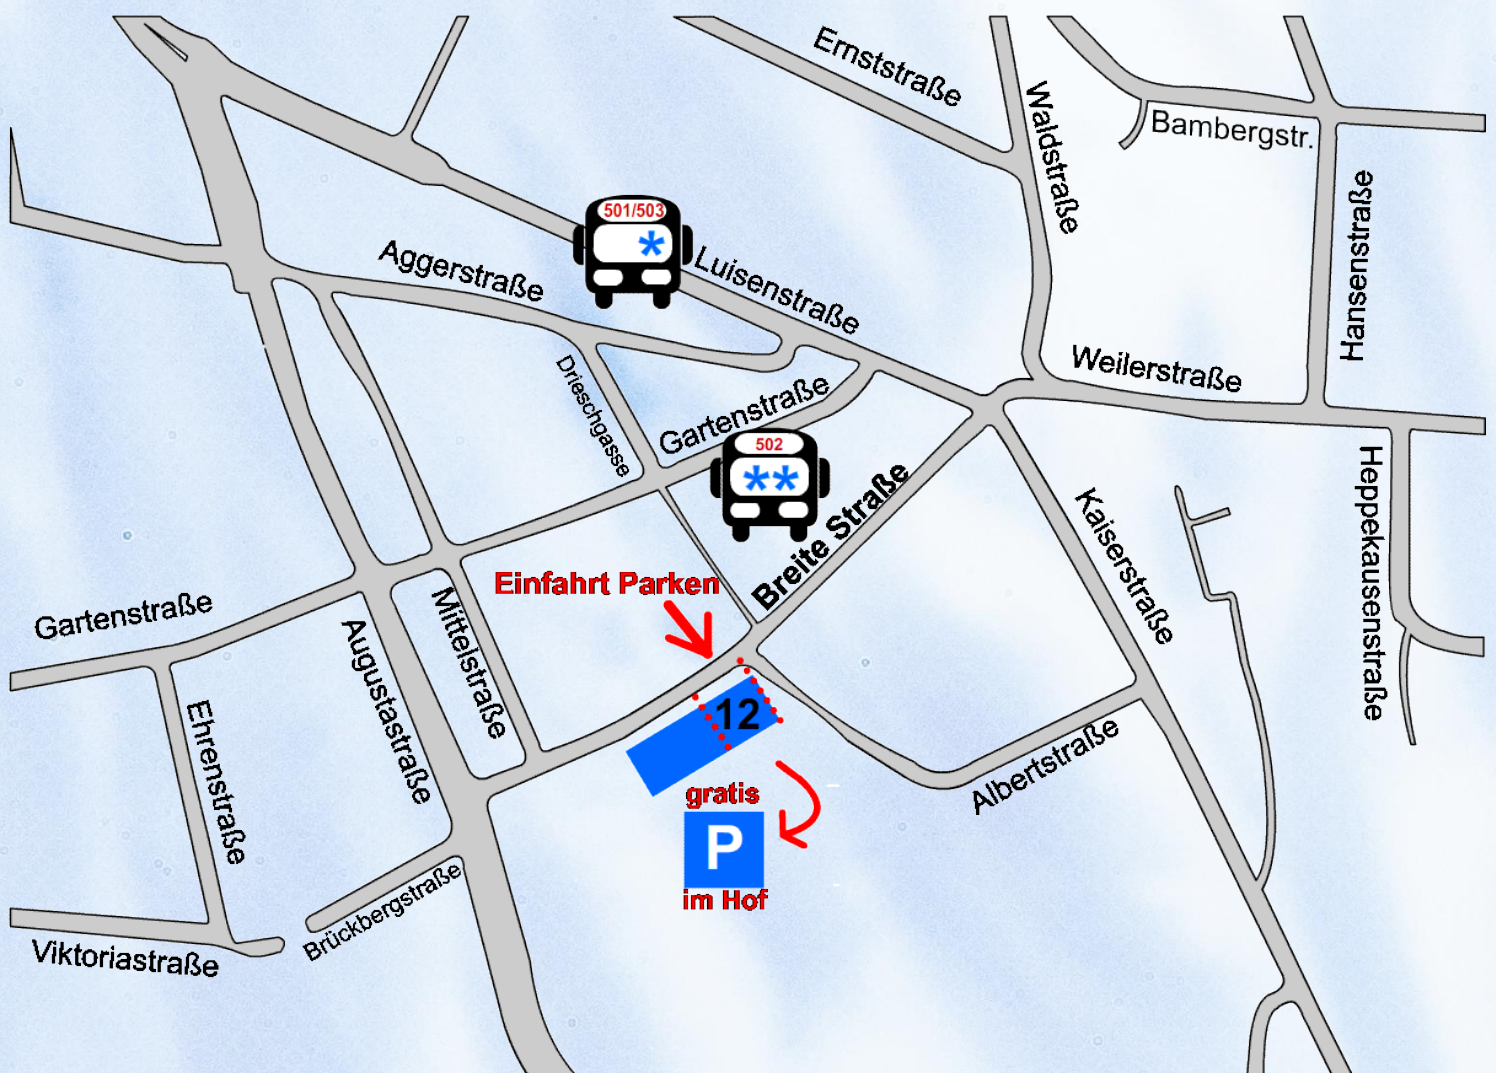 Ernststraße
Waldstraße
Bambergstr.
Hansenstraße
501/503
*
Aggerstraße
Luisenstraße
Weilerstraße
Drieschgasse
Gartenstraße
502
**
Breite Straße
Kaiserstraße
Heppekausenstraße
Einfahrt Parken
Gartenstraße
Mittelstraße
Augustastraße
Ehrenstraße
12
Albertstraße
gratis
P
im Hof
Brückbergstraße
Viktoriastraße